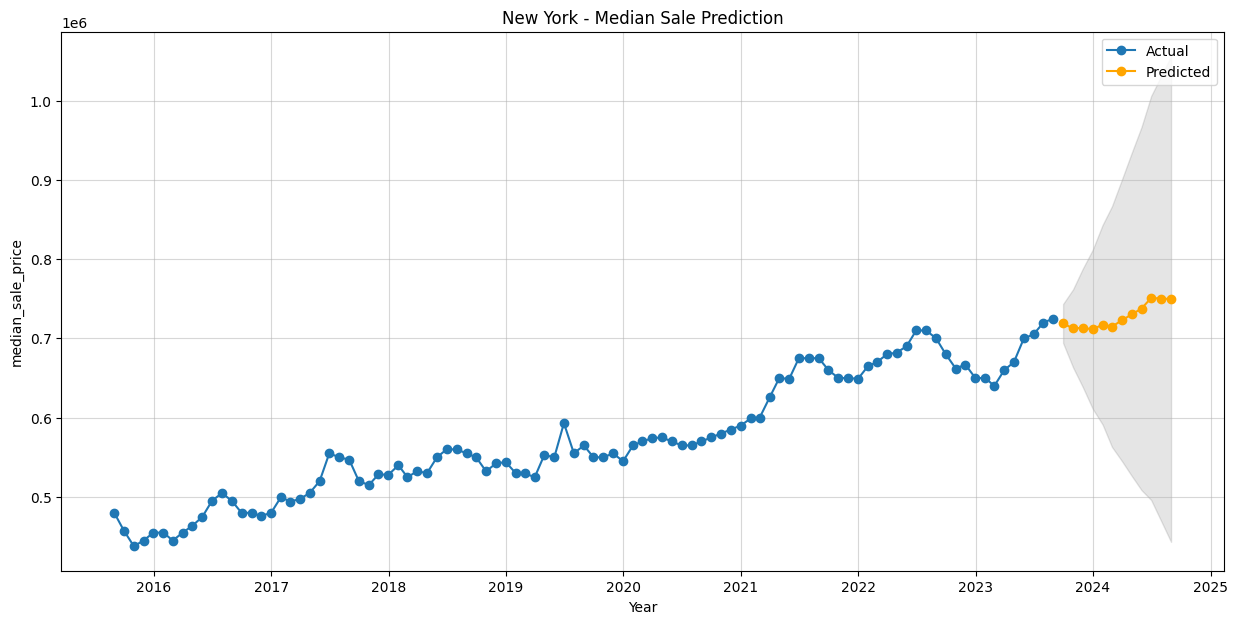 New York - Median Sale Prediction
1e6
Actual
Predicted
1.0
0.9
0.8
0.7
0.6
0.5
median_sale_price
2016 2017 2018 2019 2020 2021 2022 2023 2024 2025
Year